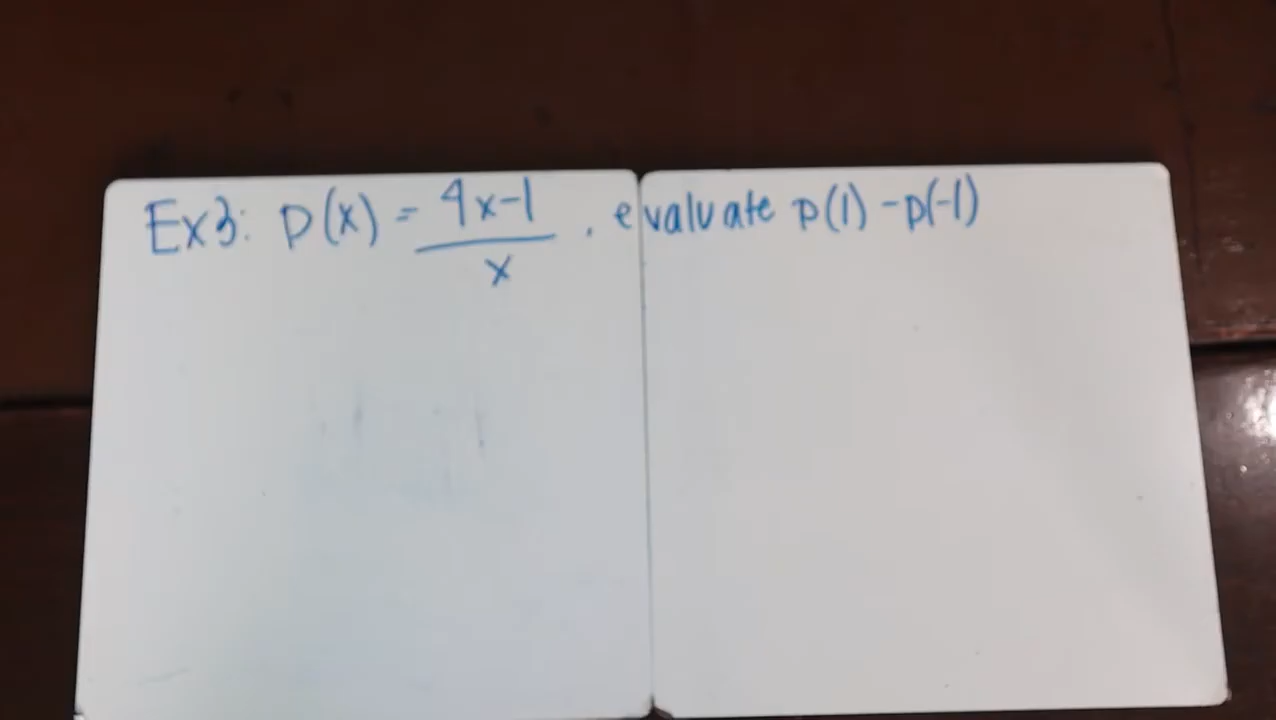 Ex3: p(x) = 4x-1 / x , evaluate p(1) - p(-1)